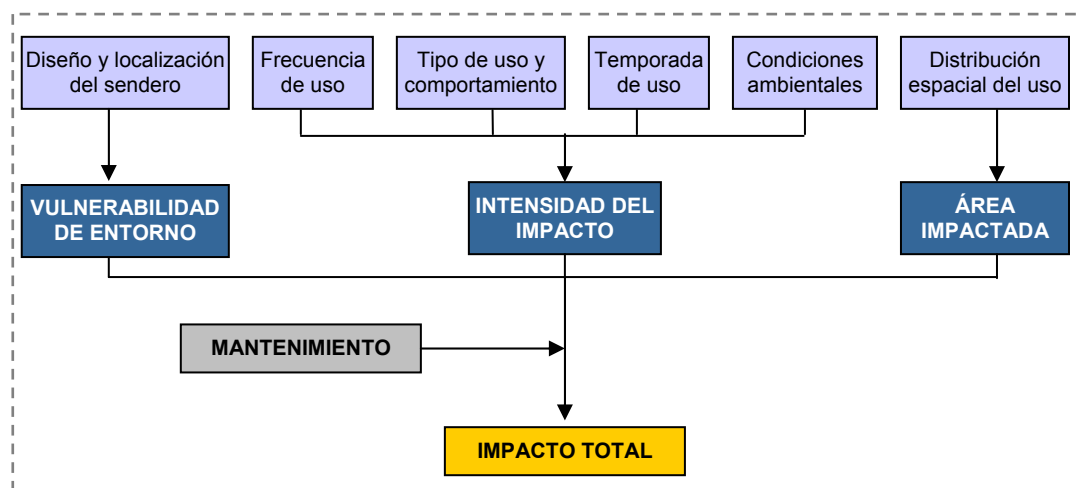 Diseño y localización
del sendero
Frecuencia
de uso
Tipo de uso y
comportamiento
Temporada
de uso
Condiciones
ambientales
Distribución
espacial del uso
VULNERABILIDAD
DE ENTORNO
INTENSIDAD DEL
IMPACTO
ÁREA
IMPACTADA
MANTENIMIENTO
IMPACTO TOTAL